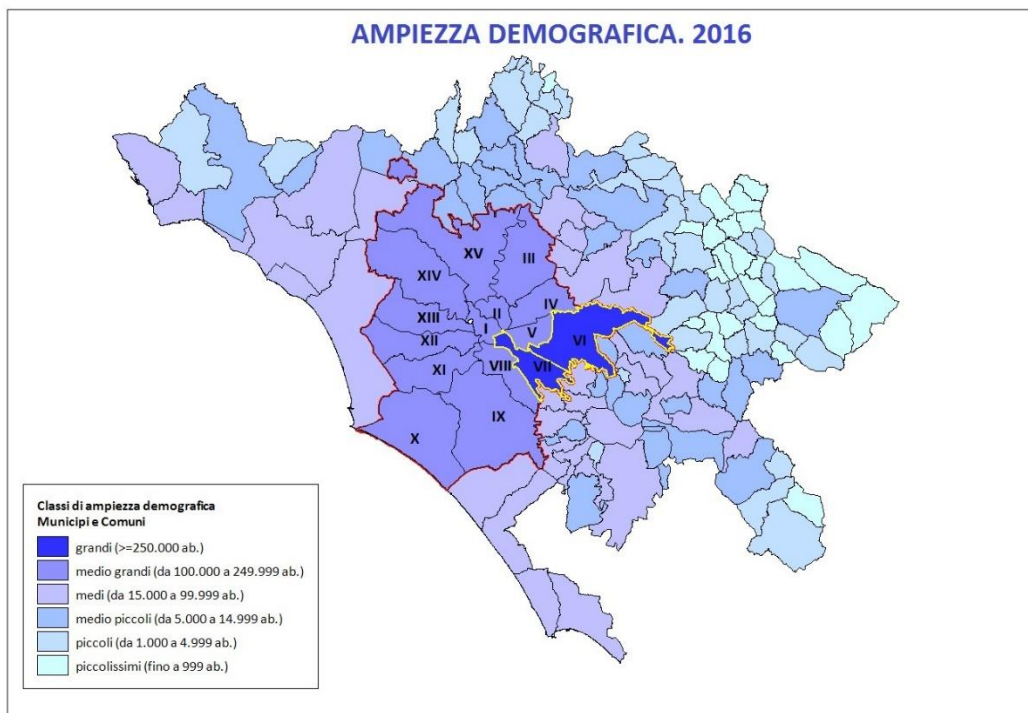 AMPIEZZA DEMOGRAFICA. 2016
XV
III
XIV
IV
II
XIII
I
V
VI
XII
VIII
VII
XI
IX
X
Classi di ampiezza demografica
Municipi e Comuni
grandi (>=250.000 ab.)
medio grandi (da 100.000 a 249.999 ab.)
medi (da 15.000 a 99.999 ab.)
medio piccoli (da 5.000 a 14.999 ab.)
piccoli (da 1.000 a 4.999 ab.)
piccolissimi (fino a 999 ab.)